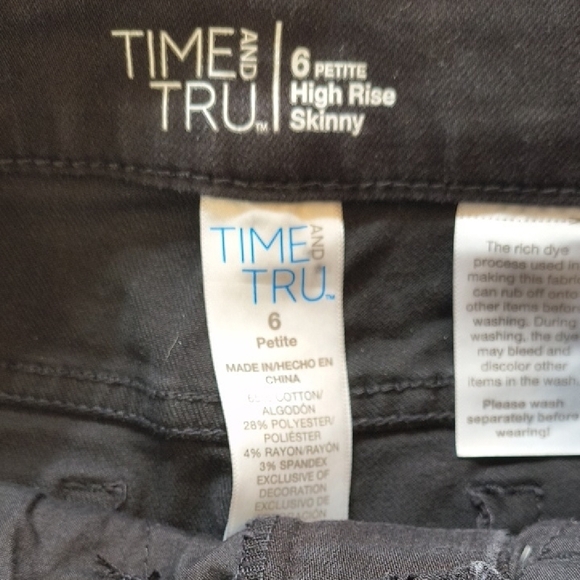 TIME AND
TRU™
6 PETITE
High Rise
Skinny
TIME AND
TRU™
6
Petite
MADE IN/HECHO EN
CHINA
COTTON/
ALGODÓN
28% POLYESTER/
POLIÉSTER
4% RAYON/RAYÓN
3% SPANDEX
EXCLUSIVE OF
DECORATION
EXCLUSIVO DE
The rich dye
process used in
making this fabric
can rub off onto
other items before
washing. During
washing, the dye
may bleed and
discolor other
items in the wash.
Please wash
separately before
wearing!